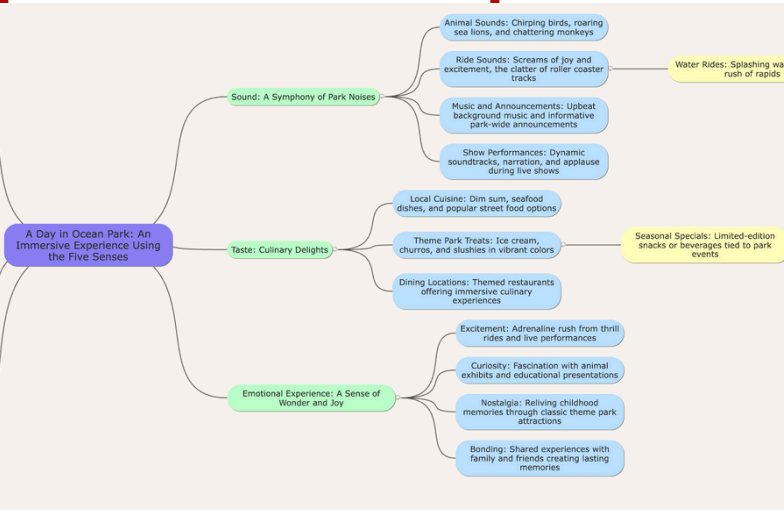 A Day in Ocean Park: An
Immersive Experience Using
the Five Senses
Sound: A Symphony of Park Noises
Animal Sounds: Chirping birds, roaring
sea lions, and chattering monkeys
Ride Sounds: Screams of joy and
excitement, the clatter of roller coaster
tracks
Water Rides: Splashing
rush of rapids
Music and Announcements: Upbeat
background music and informative
park-wide announcements
Show Performances: Dynamic
soundtracks, narration, and applause
during live shows
Taste: Culinary Delights
Local Cuisine: Dim sum, seafood
dishes, and popular street food options
Theme Park Treats: Ice cream,
churros, and slushies in vibrant colors
Seasonal Specials: Limited-edition
snacks or beverages tied to park
events
Dining Locations: Themed restaurants
offering immersive culinary
experiences
Emotional Experience: A Sense of
Wonder and Joy
Excitement: Adrenaline rush from thrill
rides and live performances
Curiosity: Fascination with animal
exhibits and educational presentations
Nostalgia: Reliving childhood
memories through classic theme park
attractions
Bonding: Shared experiences with
family and friends creating lasting
memories